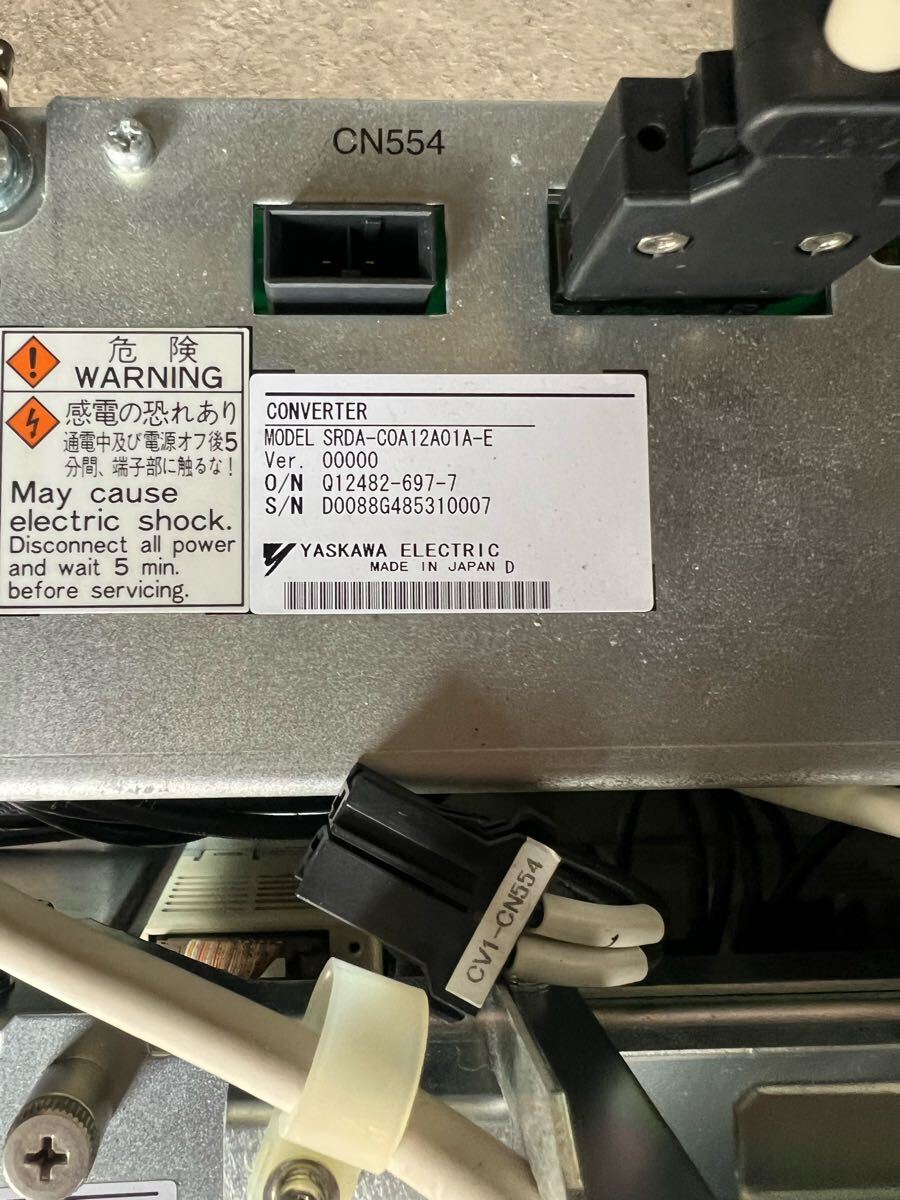 CN554
危 険
WARNING
感電の恐れあり
通電中及び電源オフ後5
分間、端子部に触るな!
May cause
electric shock.
Disconnect all power
and wait 5 min.
before servicing.
CONVERTER
MODEL SRDA-COA12A01A-E
Ver. 00000
O/N Q12482-697-7
S/N D0088G485310007
YASKAWA ELECTRIC
MADE IN JAPAN D
CV1-CN554